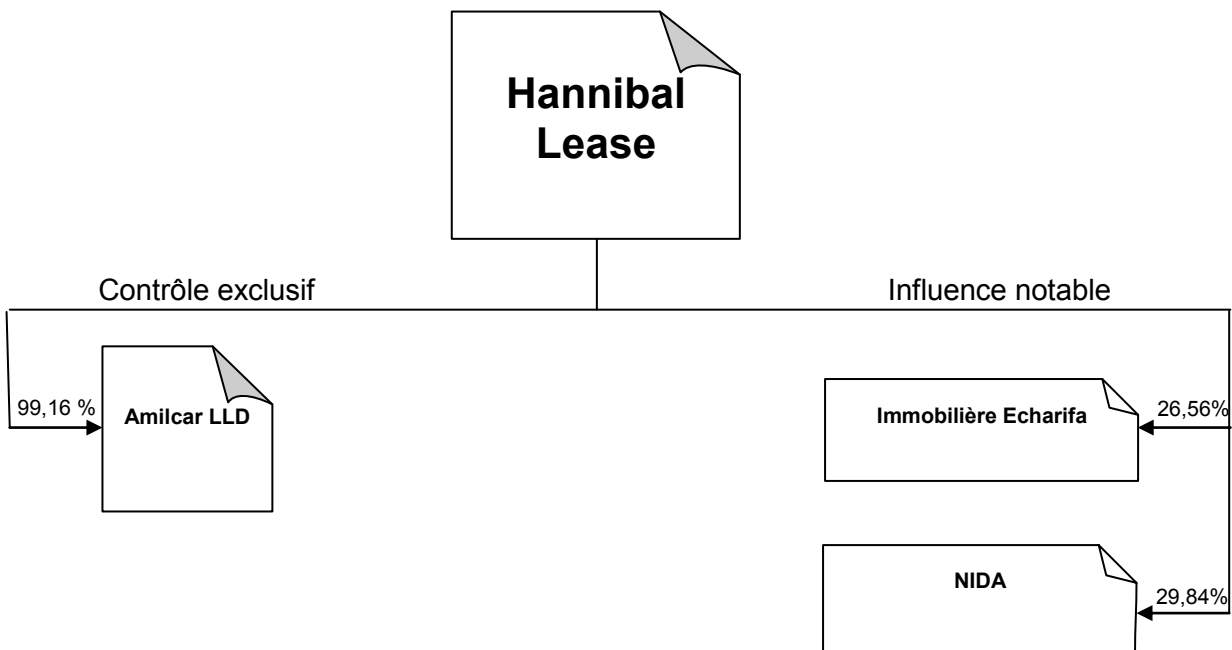 Hannibal
Lease
Contrôle exclusif
Influence notable
99,16 %
Amilcar LLD
Immobilière Echarifa
26,56%
NIDA
29,84%